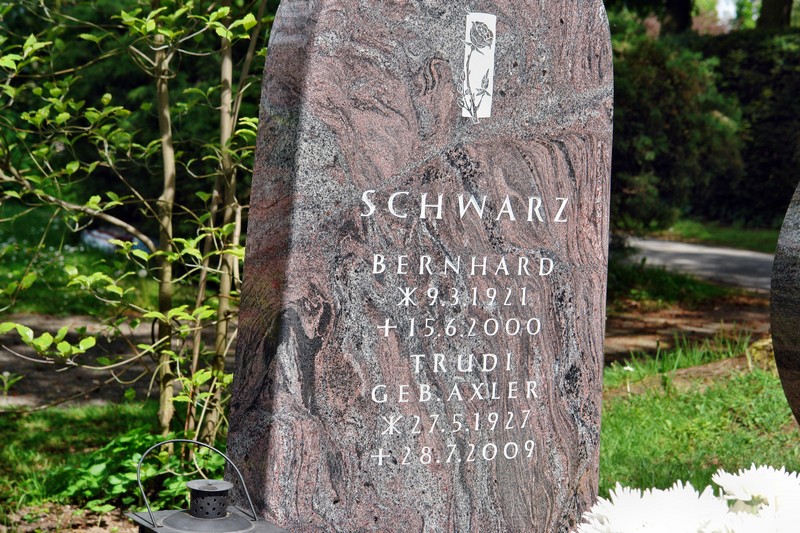 SCHWARZ
BERNHARD
* 9.3.1921
+ 15.6.2000
TRUDI
GEB. AXLER
* 27.5.1927
+ 28.7.2009